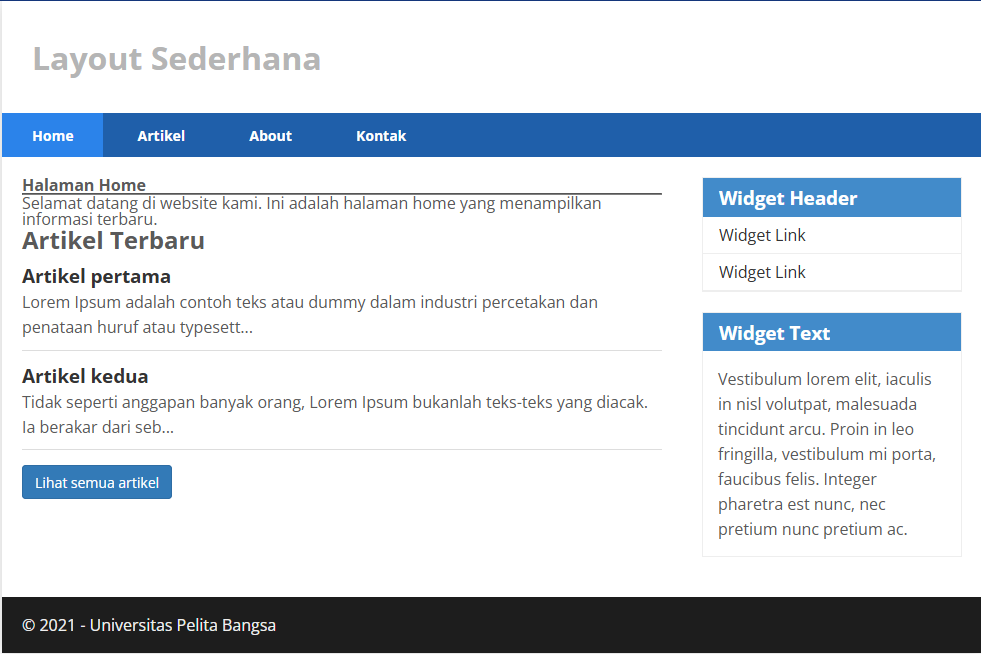 Layout Sederhana
Home Artikel About Kontak
Halaman Home
Selamat datang di website kami. Ini adalah halaman home yang menampilkan
informasi terbaru.
Artikel Terbaru
Artikel pertama
Lorem Ipsum adalah contoh teks atau dummy dalam industri percetakan dan
penataan huruf atau typesett...
Artikel kedua
Tidak seperti anggapan banyak orang, Lorem Ipsum bukanlah teks-teks yang diacak.
Ia berakar dari seb...
Lihat semua artikel
Widget Header
Widget Link
Widget Link
Widget Text
Vestibulum lorem elit, iaculis
in nisl volutpat, malesuada
tincidunt arcu. Proin in leo
fringilla, vestibulum mi porta,
faucibus felis. Integer
pharetra est nunc, nec
pretium nunc pretium ac.
© 2021 - Universitas Pelita Bangsa